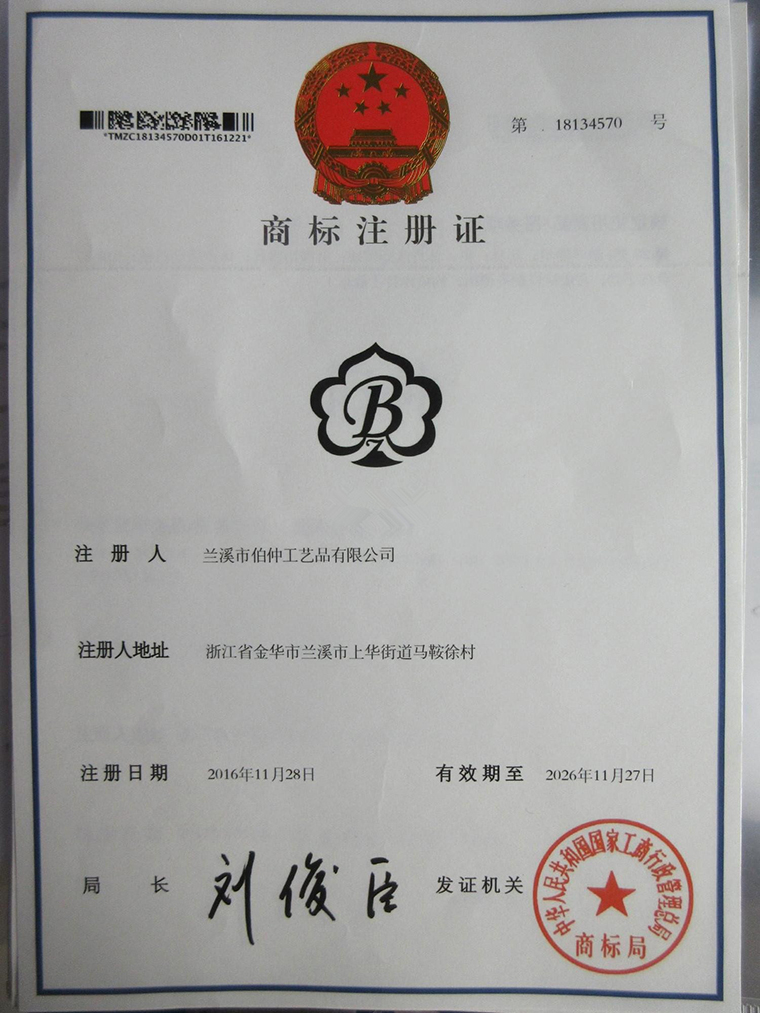 *TMZC18134570D01T161221*
第 18134570 号
商标注册证
B
Z
注册人 兰溪市伯仲工艺品有限公司
注册人地址 浙江省金华市兰溪市上华街道马鞍徐村
注册日期 2016年11月28日 有效期至 2026年11月27日
局长 刘俊臣 发证机关
中华人民共和国国家工商行政管理总局
商标局